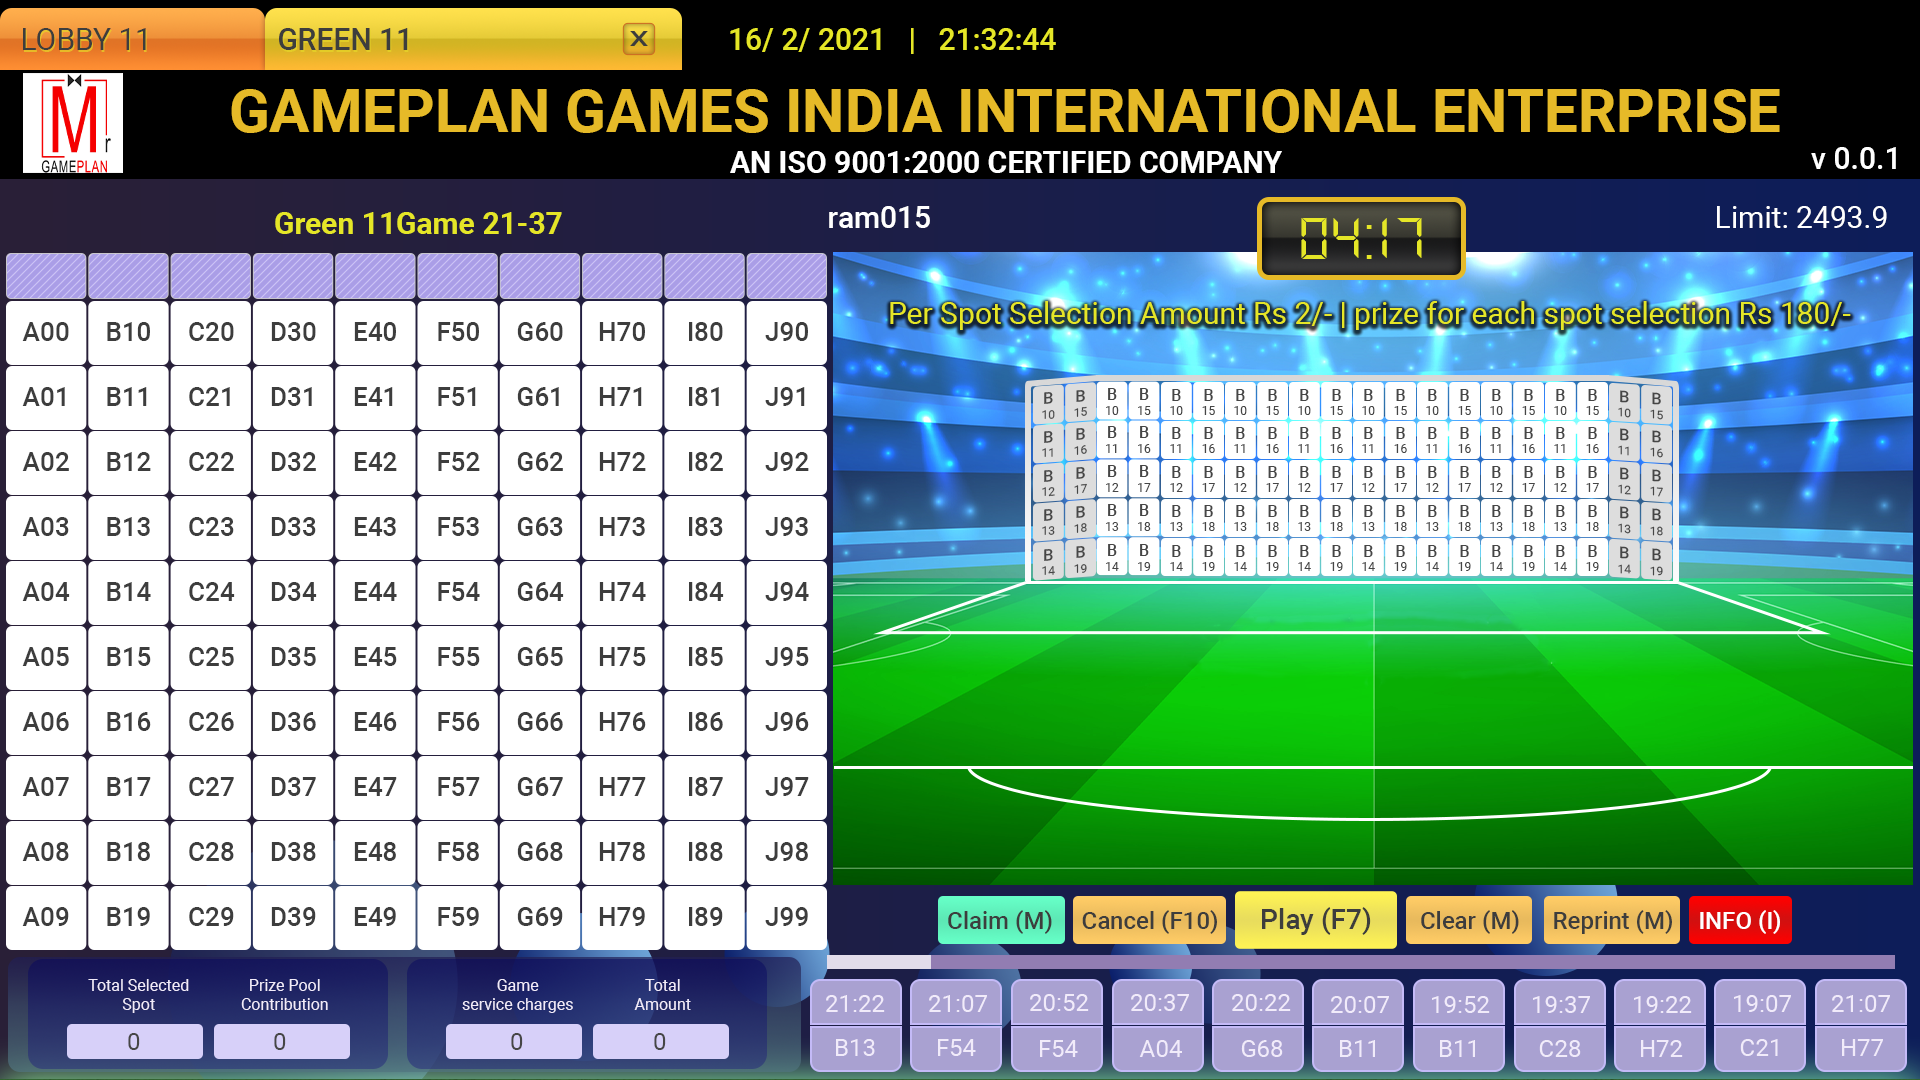 LOBBY 11
GREEN 11
X
16/ 2/ 2021 | 21:32:44
M r
GAMEPLAN
GAMEPLAN GAMES INDIA INTERNATIONAL ENTERPRISE
AN ISO 9001:2000 CERTIFIED COMPANY
v 0.0.1
Green 11Game 21-37
ram015
04:17
Limit: 2493.9
A00 B10 C20 D30 E40 F50 G60 H70 I80 J90
A01 B11 C21 D31 E41 F51 G61 H71 I81 J91
A02 B12 C22 D32 E42 F52 G62 H72 I82 J92
A03 B13 C23 D33 E43 F53 G63 H73 I83 J93
A04 B14 C24 D34 E44 F54 G64 H74 I84 J94
A05 B15 C25 D35 E45 F55 G65 H75 I85 J95
A06 B16 C26 D36 E46 F56 G66 H76 I86 J96
A07 B17 C27 D37 E47 F57 G67 H77 I87 J97
A08 B18 C28 D38 E48 F58 G68 H78 I88 J98
A09 B19 C29 D39 E49 F59 G69 H79 I89 J99
Total Selected
Spot
0
Prize Pool
Contribution
0
Game
service charges
0
Total
Amount
0
Per Spot Selection Amount Rs 2/- | prize for each spot selection Rs 180/-
B B B B B B B B B B B B B B B B B B B B
10 15 10 15 10 15 10 15 10 15 10 15 10 15 10 15 10 15 10 15
B B B B B B B B B B B B B B B B B B B B
11 16 11 16 11 16 11 16 11 16 11 16 11 16 11 16 11 16 11 16
B B B B B B B B B B B B B B B B B B B B
12 17 12 17 12 17 12 17 12 17 12 17 12 17 12 17 12 17 12 17
B B B B B B B B B B B B B B B B B B B B
13 18 13 18 13 18 13 18 13 18 13 18 13 18 13 18 13 18 13 18
B B B B B B B B B B B B B B B B B B B B
14 19 14 19 14 19 14 19 14 19 14 19 14 19 14 19 14 19 14 19
Claim (M)
Cancel (F10)
Play (F7)
Clear (M)
Reprint (M)
INFO (I)
21:22 21:07 20:52 20:37 20:22 20:07 19:52 19:37 19:22 19:07 21:07
B13 F54 F54 A04 G68 B11 B11 C28 H72 C21 H77